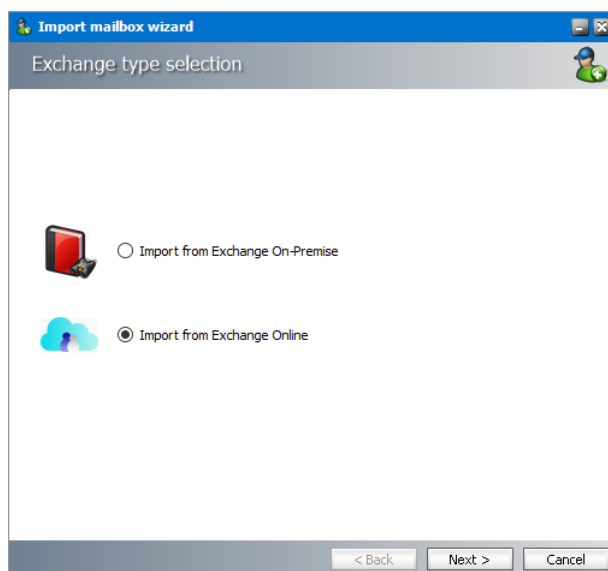 Import mailbox wizard
Exchange type selection
Import from Exchange On-Premise
Import from Exchange Online
< Back Next > Cancel